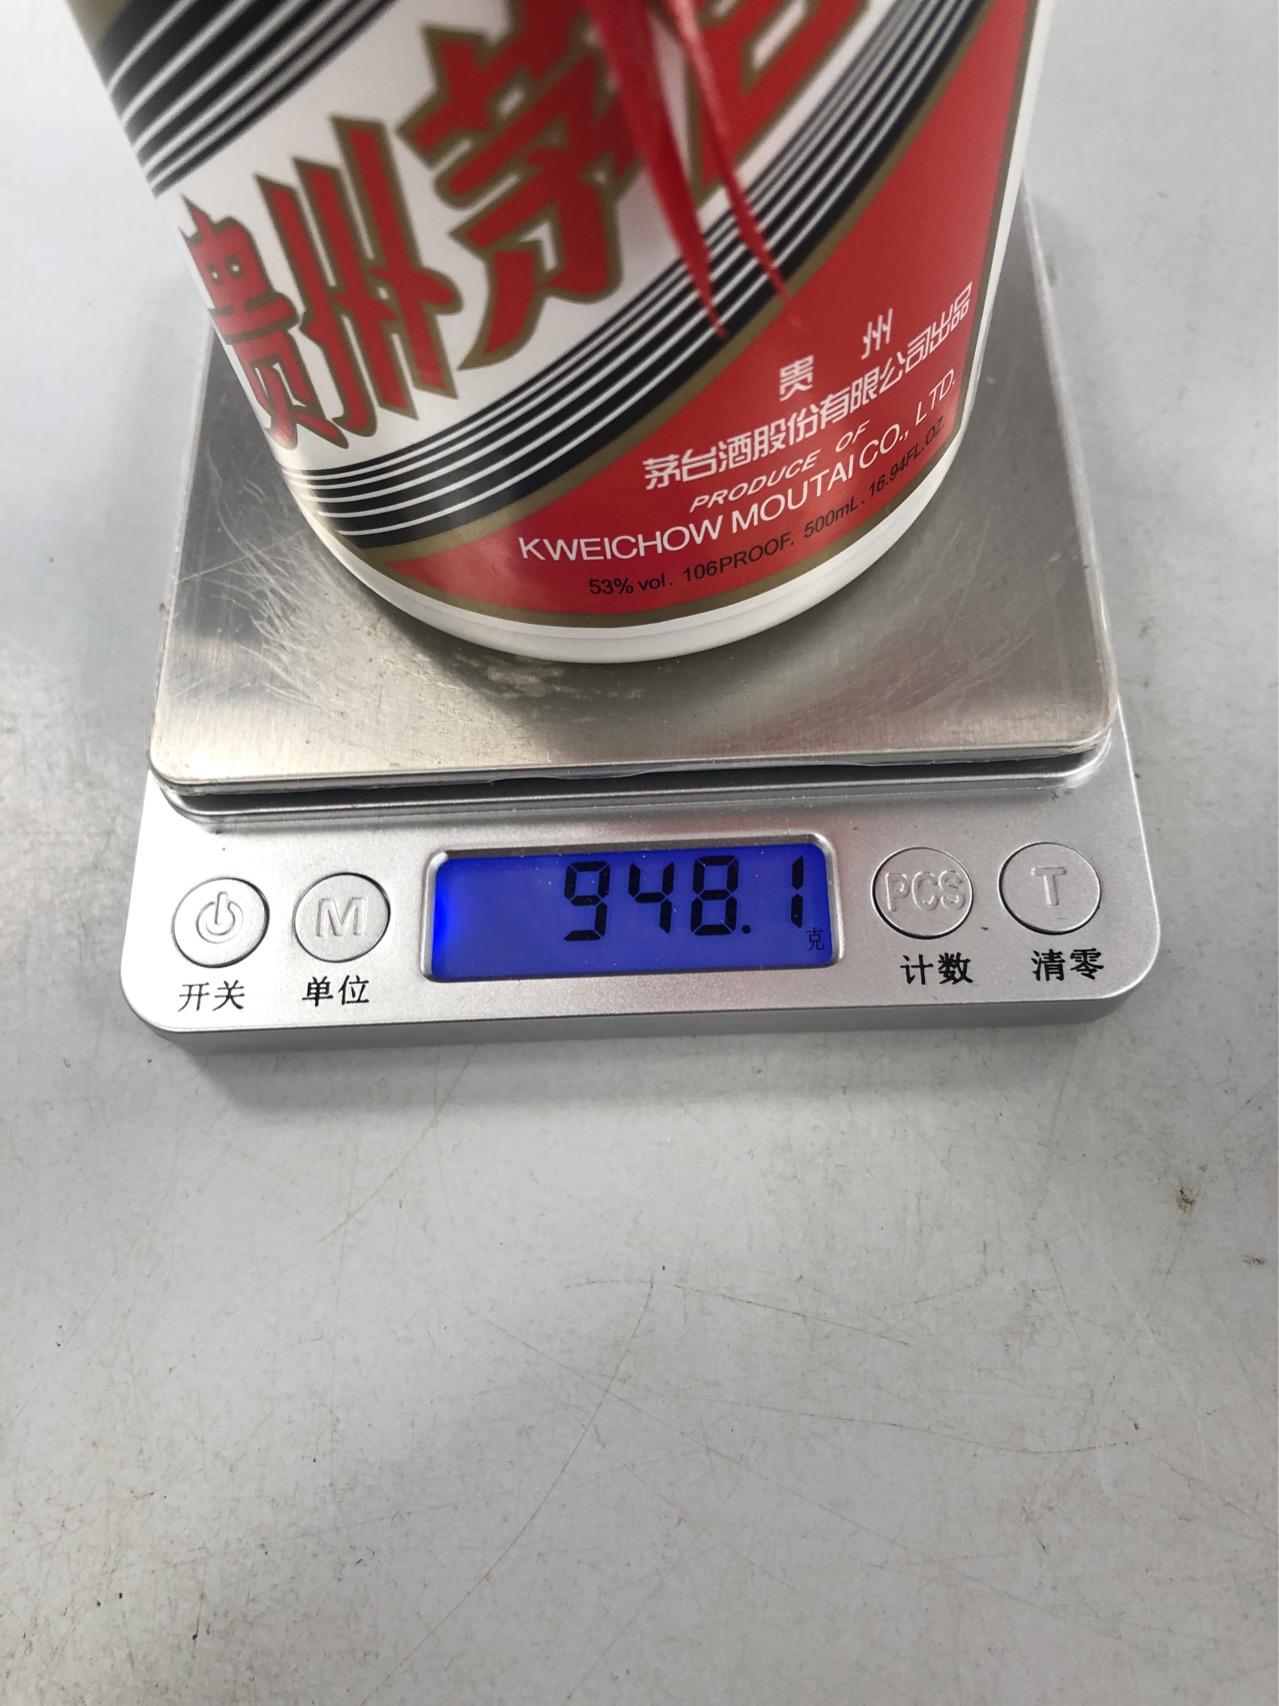 贵州茅
贵州
茅台酒股份有限公司出品
PRODUCE OF
KWEICHOW MOUTAI CO., LTD.
53% vol. 106PROOF. 500mL. 16.94FL.OZ.
948.1
克
M
PCS
T
开关
单位
计数
清零